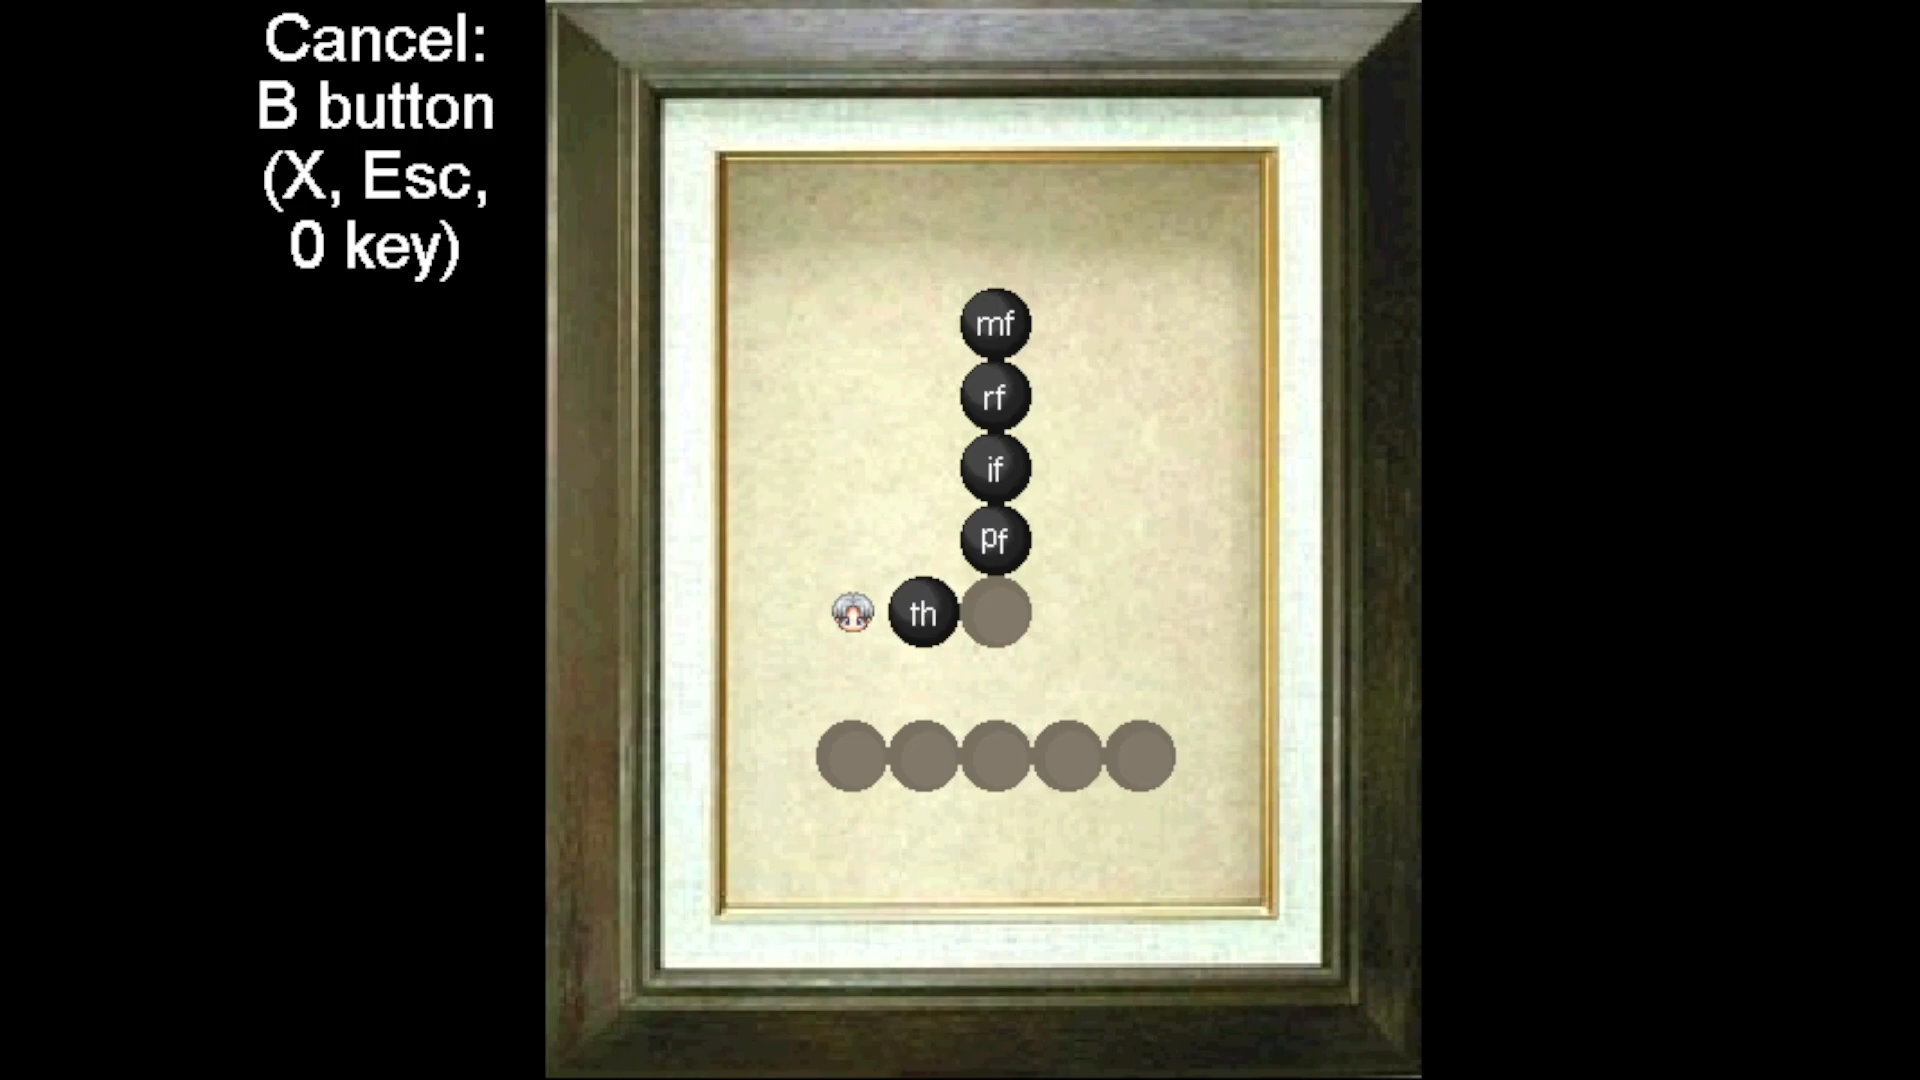 Cancel:
B button
(X, Esc,
0 key)
mf
rf
if
pf
th